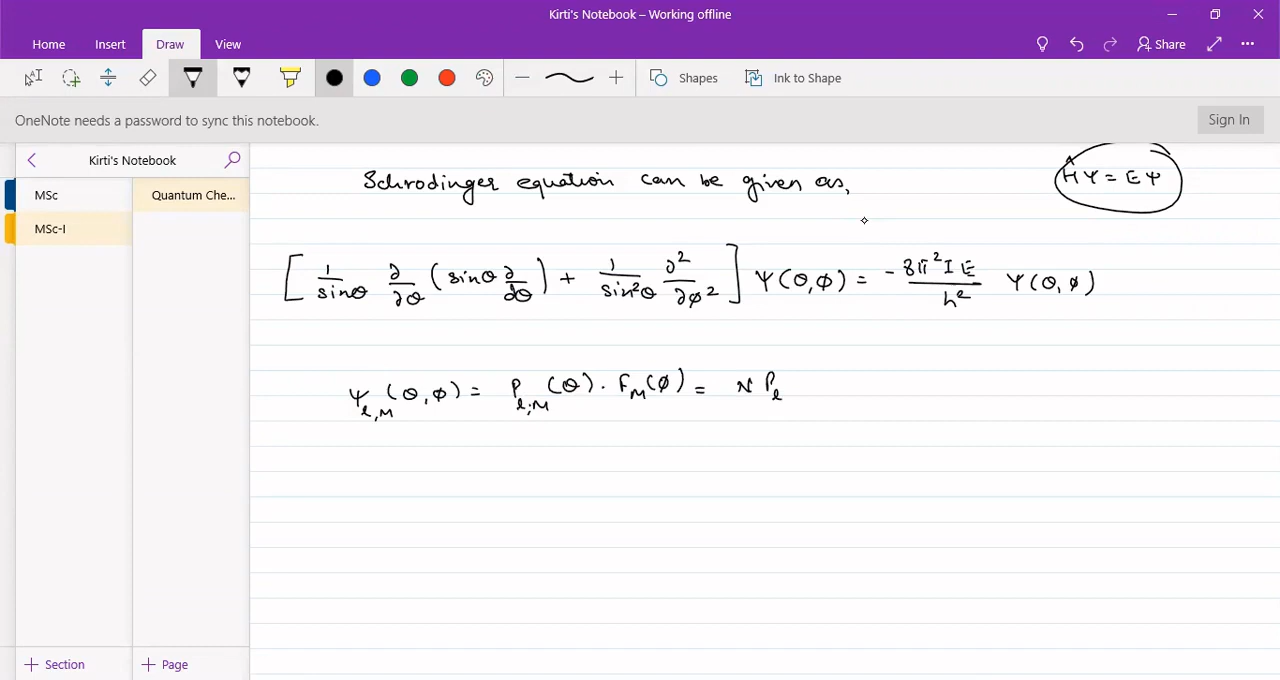 Kirti's Notebook – Working offline
Home Insert Draw View
Share
Shapes Ink to Shape
OneNote needs a password to sync this notebook. Sign In
Kirti's Notebook
MSc
Quantum Che...
MSc-I
Schrodinger equation can be given as,
ĤΨ = EΨ
[ 1/sinθ ∂/∂θ (sinθ ∂/dθ) + 1/sin²θ ∂²/∂φ² ] Ψ(θ,φ) = -8π²IE/h² Ψ(θ,φ)
Ψ_{l,M}(θ,φ) = P_{l,M}(θ) . F_M(φ) = N P_l
+ Section
+ Page